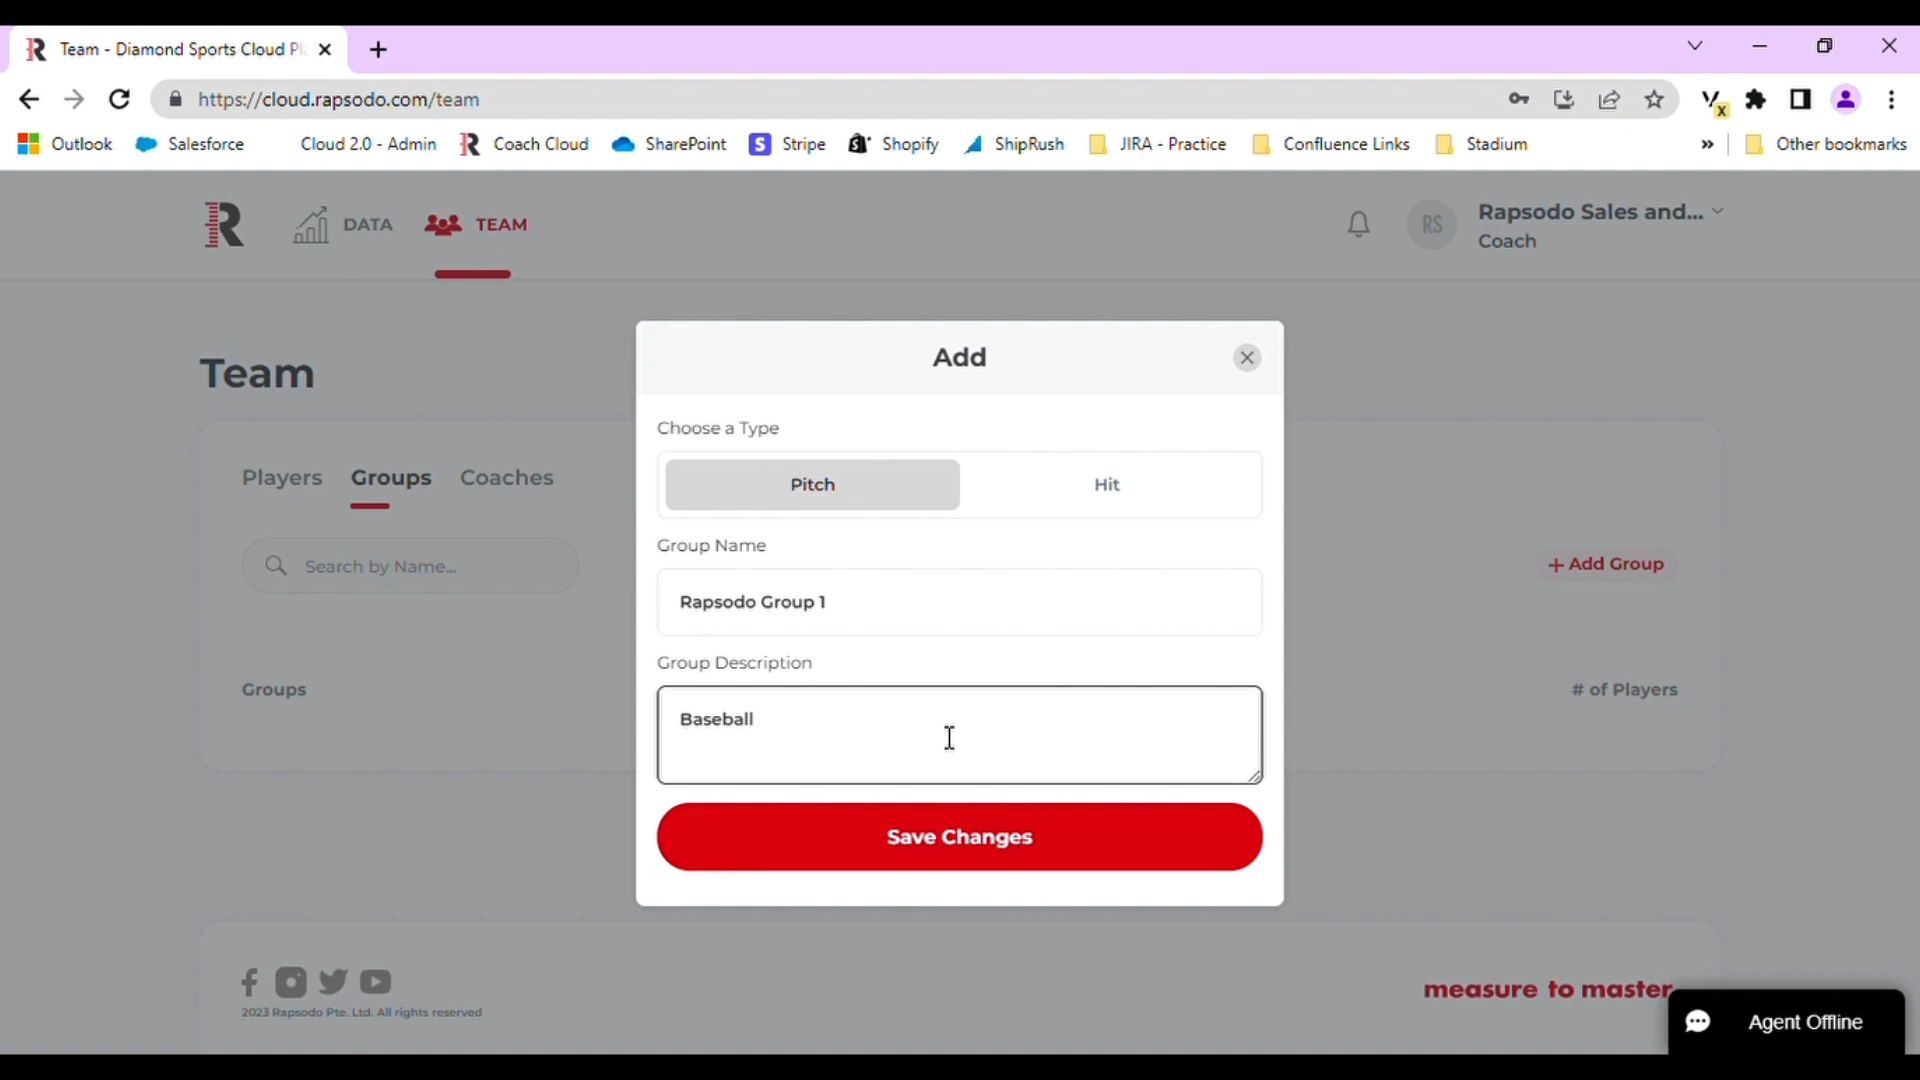 Team - Diamond Sports Cloud Pl
https://cloud.rapsodo.com/team
Outlook Salesforce Cloud 2.0 - Admin Coach Cloud SharePoint Stripe Shopify ShipRush JIRA - Practice Confluence Links Stadium » Other bookmarks
R DATA TEAM
RS Rapsodo Sales and...
Coach
Team
Players Groups Coaches
Search by Name...
+ Add Group
Groups # of Players
Add
Choose a Type
Pitch Hit
Group Name
Rapsodo Group 1
Group Description
Baseball
Save Changes
2023 Rapsodo Pte. Ltd. All rights reserved
measure to master
Agent Offline